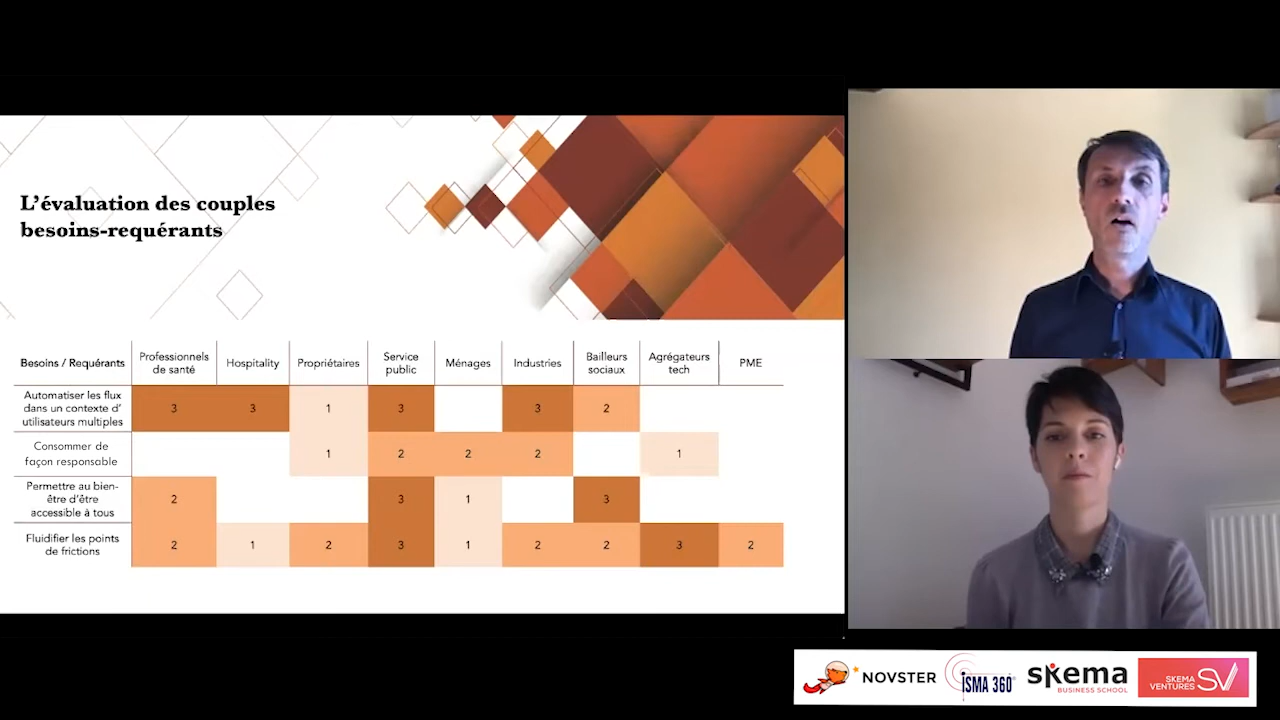 L'évaluation des couples
besoins-requérants
Besoins / Requérants
Professionnels
de santé
Hospitality
Propriétaires
Service
public
Ménages
Industries
Bailleurs
sociaux
Agrégateurs
tech
PME
Automatiser les flux
dans un contexte d'
utilisateurs multiples
3 3 1 3 3 2
Consommer de
façon responsable
1 2 2 2 1
Permettre au bien-
être d'être
accessible à tous
2 3 1 3
Fluidifier les points
de frictions
2 1 2 3 1 2 2 3 2
NOVSTER
iSMA 360°
skema
BUSINESS SCHOOL
SKEMA
VENTURES
SV